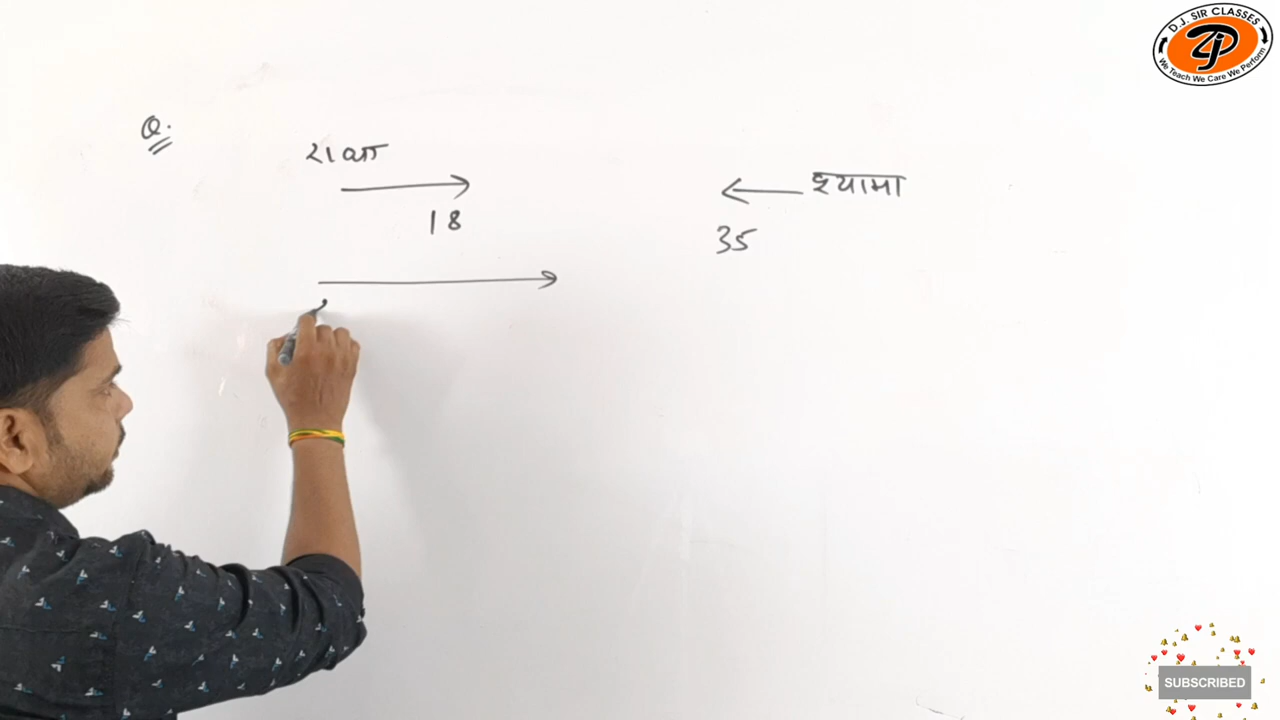 D.J. SIR CLASSES
We Teach We Care We Perform
Q.
श्यामा
18
35
SUBSCRIBED